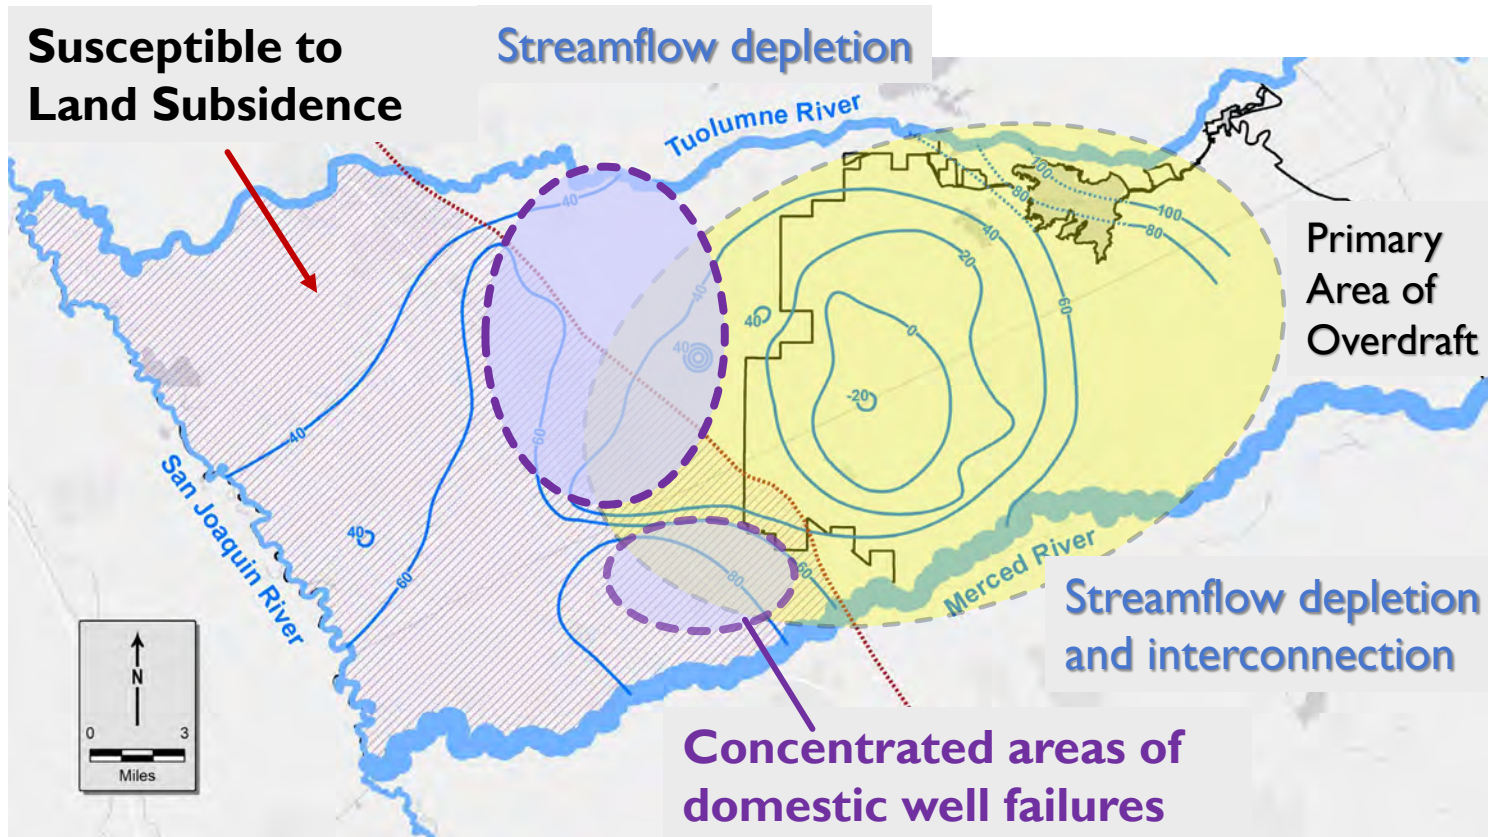 Susceptible to
Land Subsidence
Streamflow depletion
Tuolumne River
Primary
Area of
Overdraft
San Joaquin River
Merced River
Streamflow depletion
and interconnection
Concentrated areas of
domestic well failures
N
0 3
Miles
40
40
40
60
60
40
40
40
40
20
0
-20
60
80
60
100
80
100
80